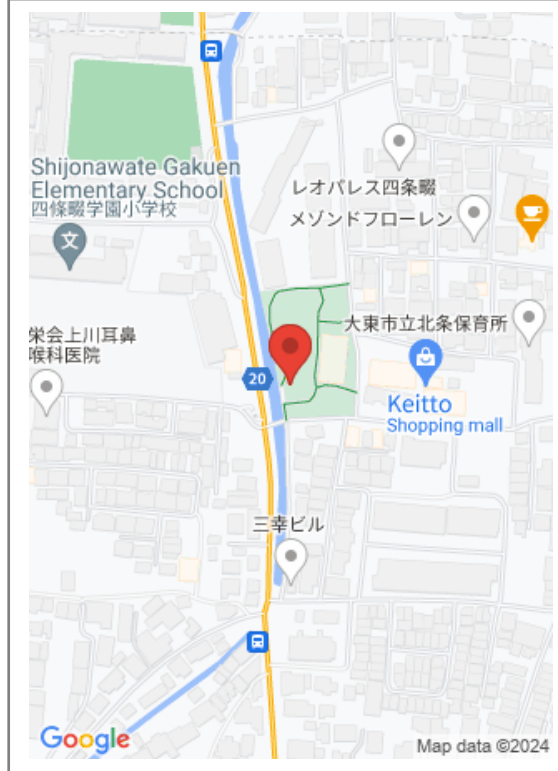 Shijonawate Gakuen
Elementary School
四條畷学園小学校
文
レオパレス四条畷
メゾンドフローレン
栄会上川耳鼻
喉科医院
大東市立北条保育所
20
Keitto
Shopping mall
三幸ビル
Google
Map data ©2024